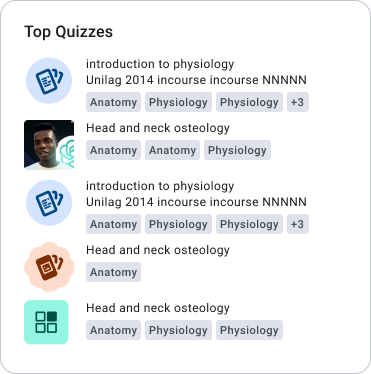 Top Quizzes
introduction to physiology
Unilag 2014 incourse incourse NNNNN
Anatomy Physiology Physiology +3
Head and neck osteology
Anatomy Anatomy Physiology
introduction to physiology
Unilag 2014 incourse incourse NNNNN
Anatomy Physiology Physiology +3
Head and neck osteology
Anatomy
Head and neck osteology
Anatomy Physiology Physiology